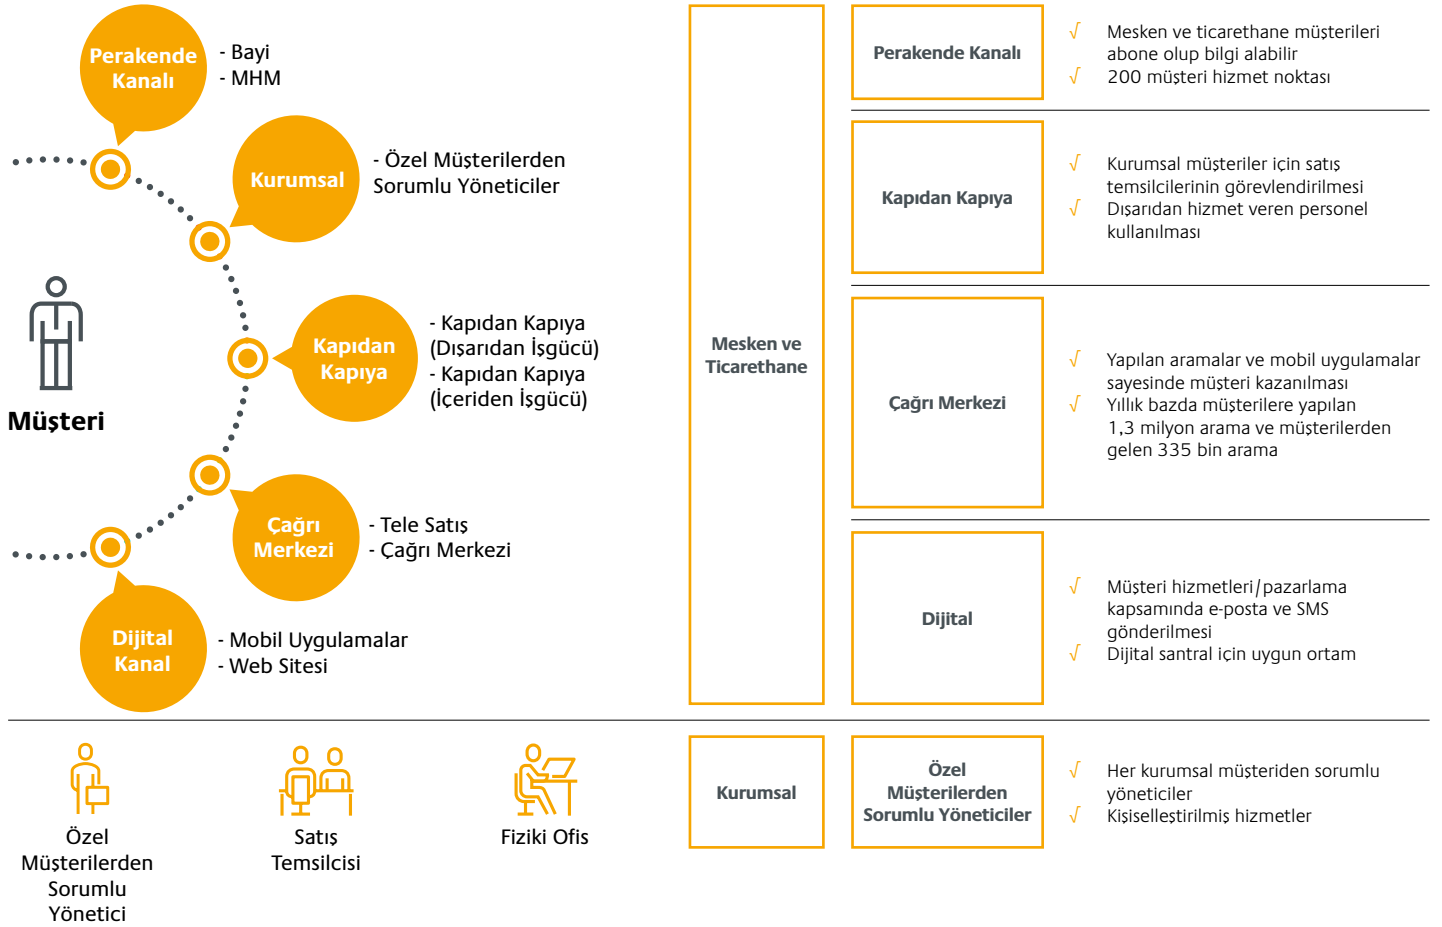 Perakende
Kanalı
- Bayi
- MHM
Kurumsal
- Özel Müşterilerden
Sorumlu Yöneticiler
Müşteri
Kapıdan
Kapıya
- Kapıdan Kapıya
(Dışarıdan İşgücü)
- Kapıdan Kapıya
(İçeriden İşgücü)
Çağrı
Merkezi
- Tele Satış
- Çağrı Merkezi
Dijital
Kanal
- Mobil Uygulamalar
- Web Sitesi
Mesken ve
Ticarethane
Perakende Kanalı
√ Mesken ve ticarethane müşterileri
abone olup bilgi alabilir
√ 200 müşteri hizmet noktası
Kapıdan Kapıya
√ Kurumsal müşteriler için satış
temsilcilerinin görevlendirilmesi
√ Dışarıdan hizmet veren personel
kullanılması
Çağrı Merkezi
√ Yapılan aramalar ve mobil uygulamalar
sayesinde müşteri kazanılması
√ Yıllık bazda müşterilere yapılan
1,3 milyon arama ve müşterilerden
gelen 335 bin arama
Dijital
√ Müşteri hizmetleri/pazarlama
kapsamında e-posta ve SMS
gönderilmesi
√ Dijital santral için uygun ortam
Özel
Müşterilerden
Sorumlu
Yönetici
Satış
Temsilcisi
Fiziki Ofis
Kurumsal
Özel
Müşterilerden
Sorumlu Yöneticiler
√ Her kurumsal müşteriden sorumlu
yöneticiler
√ Kişiselleştirilmiş hizmetler